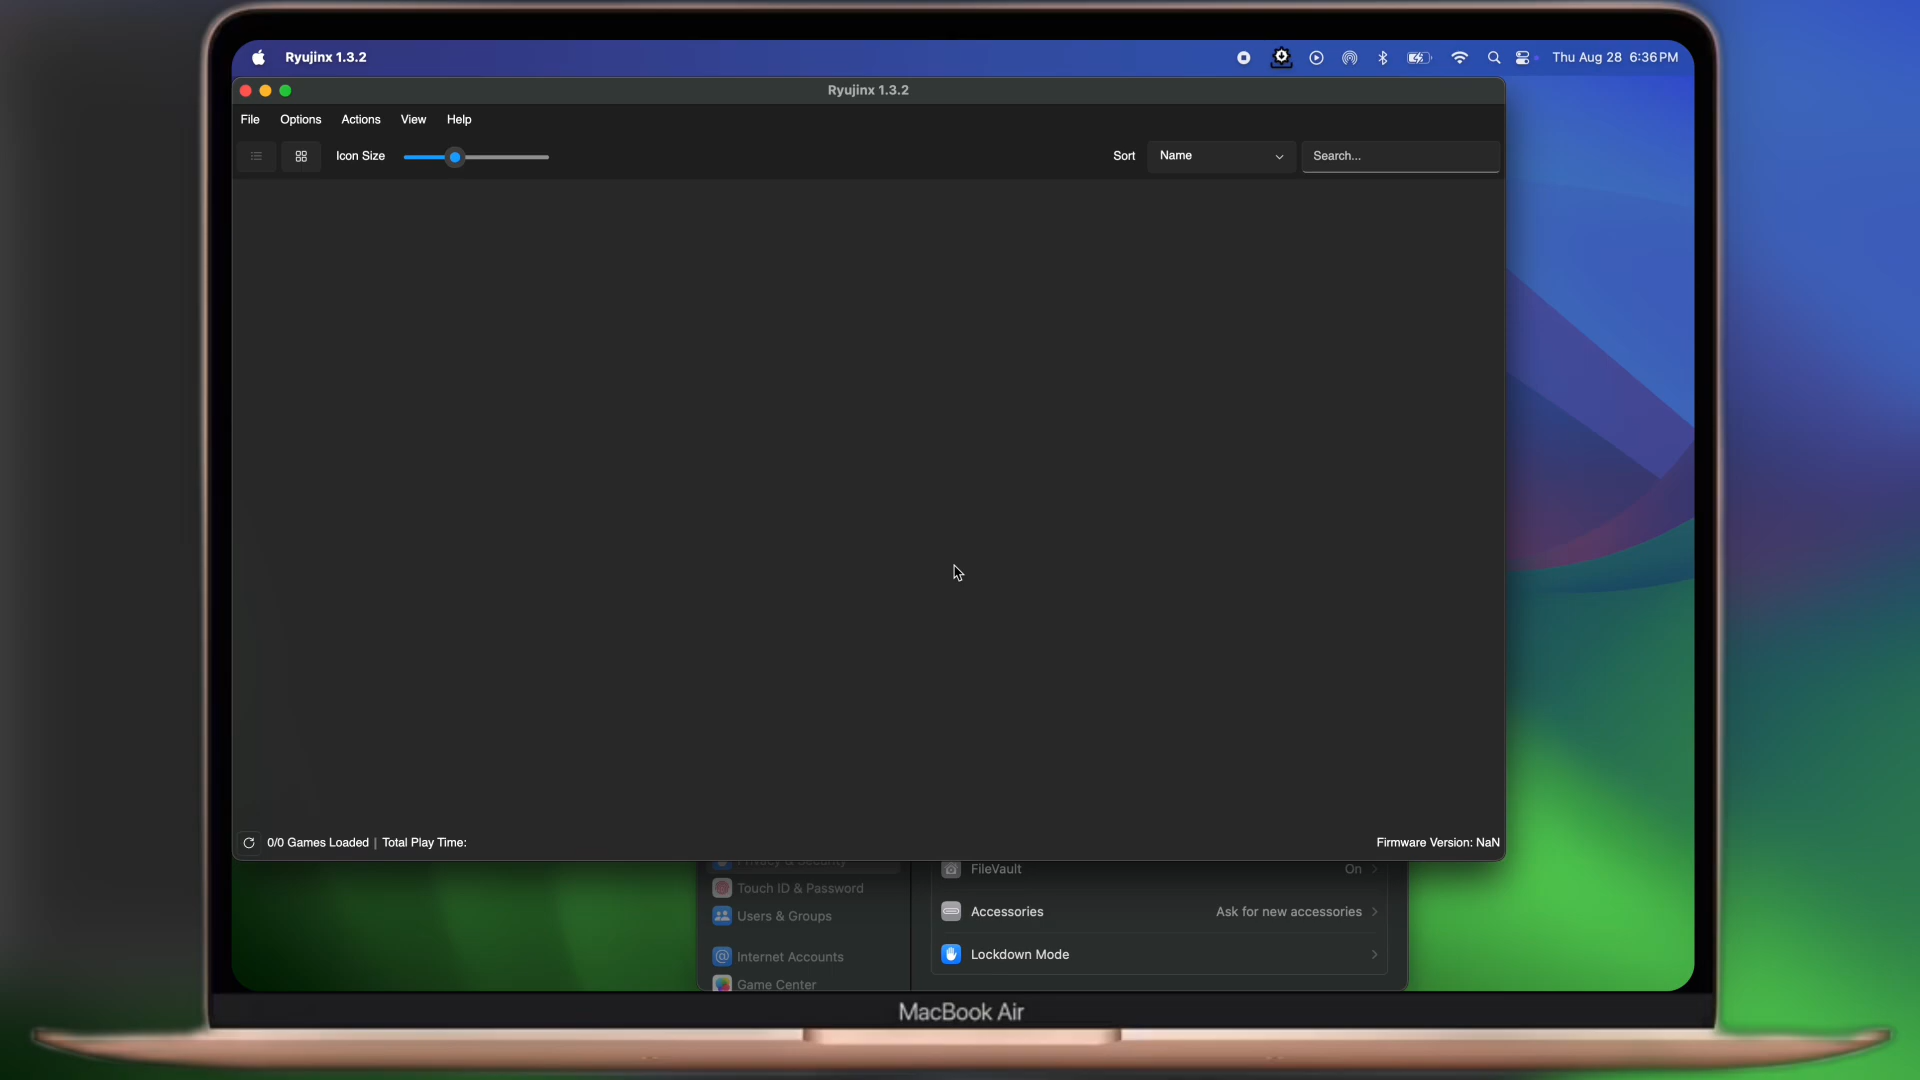 Ryujinx 1.3.2
Thu Aug 28 6:36 PM
Ryujinx 1.3.2
File Options Actions View Help
Icon Size
Sort Name Search...
0/0 Games Loaded | Total Play Time:
Firmware Version: NaN
Privacy & Security
FileVault On
Touch ID & Password
Accessories Ask for new accessories
Users & Groups
Lockdown Mode
Internet Accounts
Game Center
MacBook Air